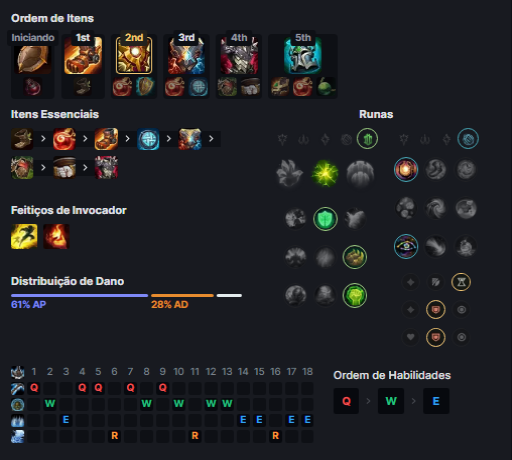 Ordem de Itens
Iniciando 1st 2nd 3rd 4th 5th
Itens Essenciais
Runas
Feitiços de Invocador
Distribuição de Dano
61% AP 28% AD
1 2 3 4 5 6 7 8 9 10 11 12 13 14 15 16 17 18
Q Q Q Q Q
W W W W W
E E E E E
R R R
Ordem de Habilidades
Q > W > E